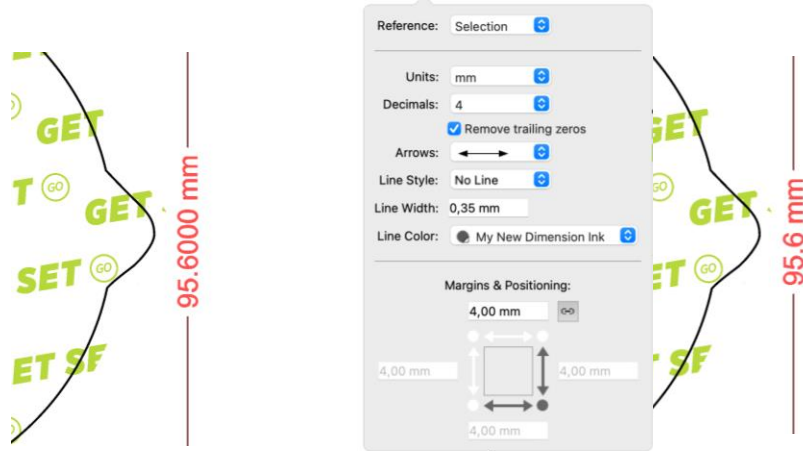 GET
T GO
GET
SET GO
ET SE
95.6000 mm
Reference: Selection
Units: mm
Decimals: 4
Remove trailing zeros
Arrows:
Line Style: No Line
Line Width: 0,35 mm
Line Color: My New Dimension Ink
Margins & Positioning:
4,00 mm
4,00 mm 4,00 mm
4,00 mm
GET
GO
GET
ET GO
SF
95.6 mm